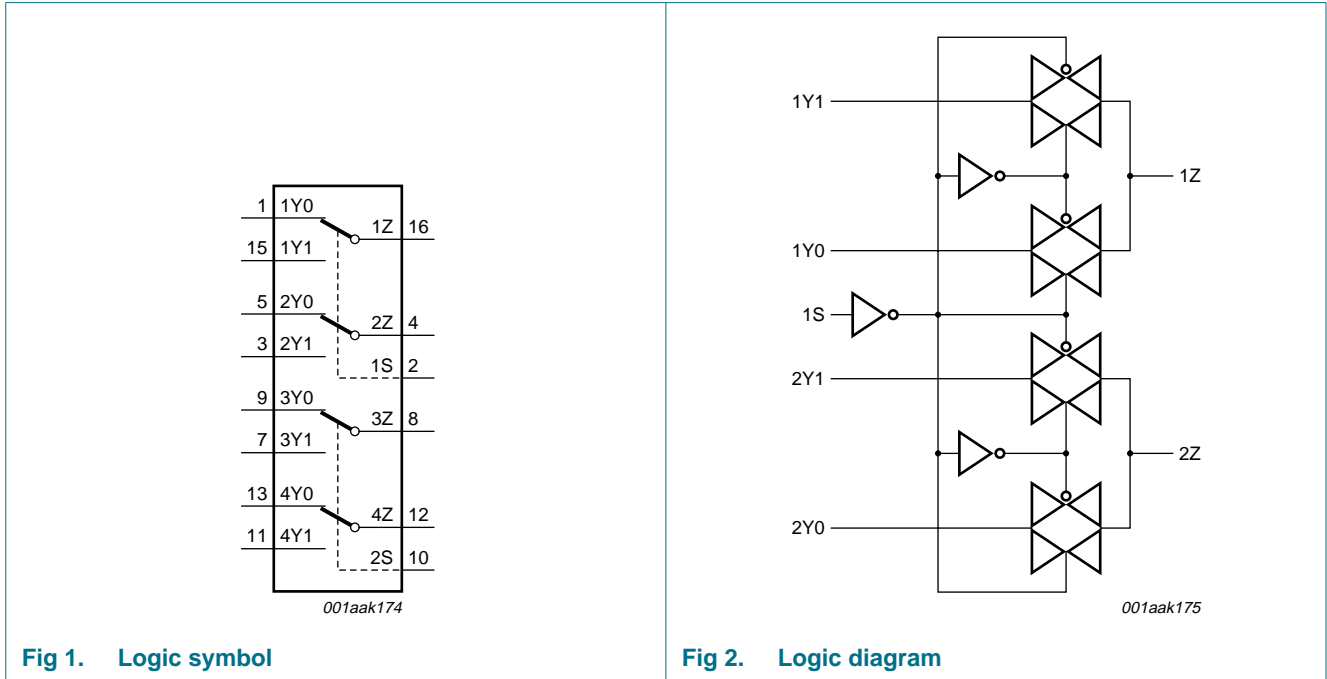 1 1Y0
1Z 16
15 1Y1
5 2Y0
2Z 4
3 2Y1
1S 2
9 3Y0
3Z 8
7 3Y1
13 4Y0
4Z 12
11 4Y1
2S 10
001aak174
Fig 1. Logic symbol
1Y1
1Z
1Y0
1S
2Y1
2Z
2Y0
001aak175
Fig 2. Logic diagram